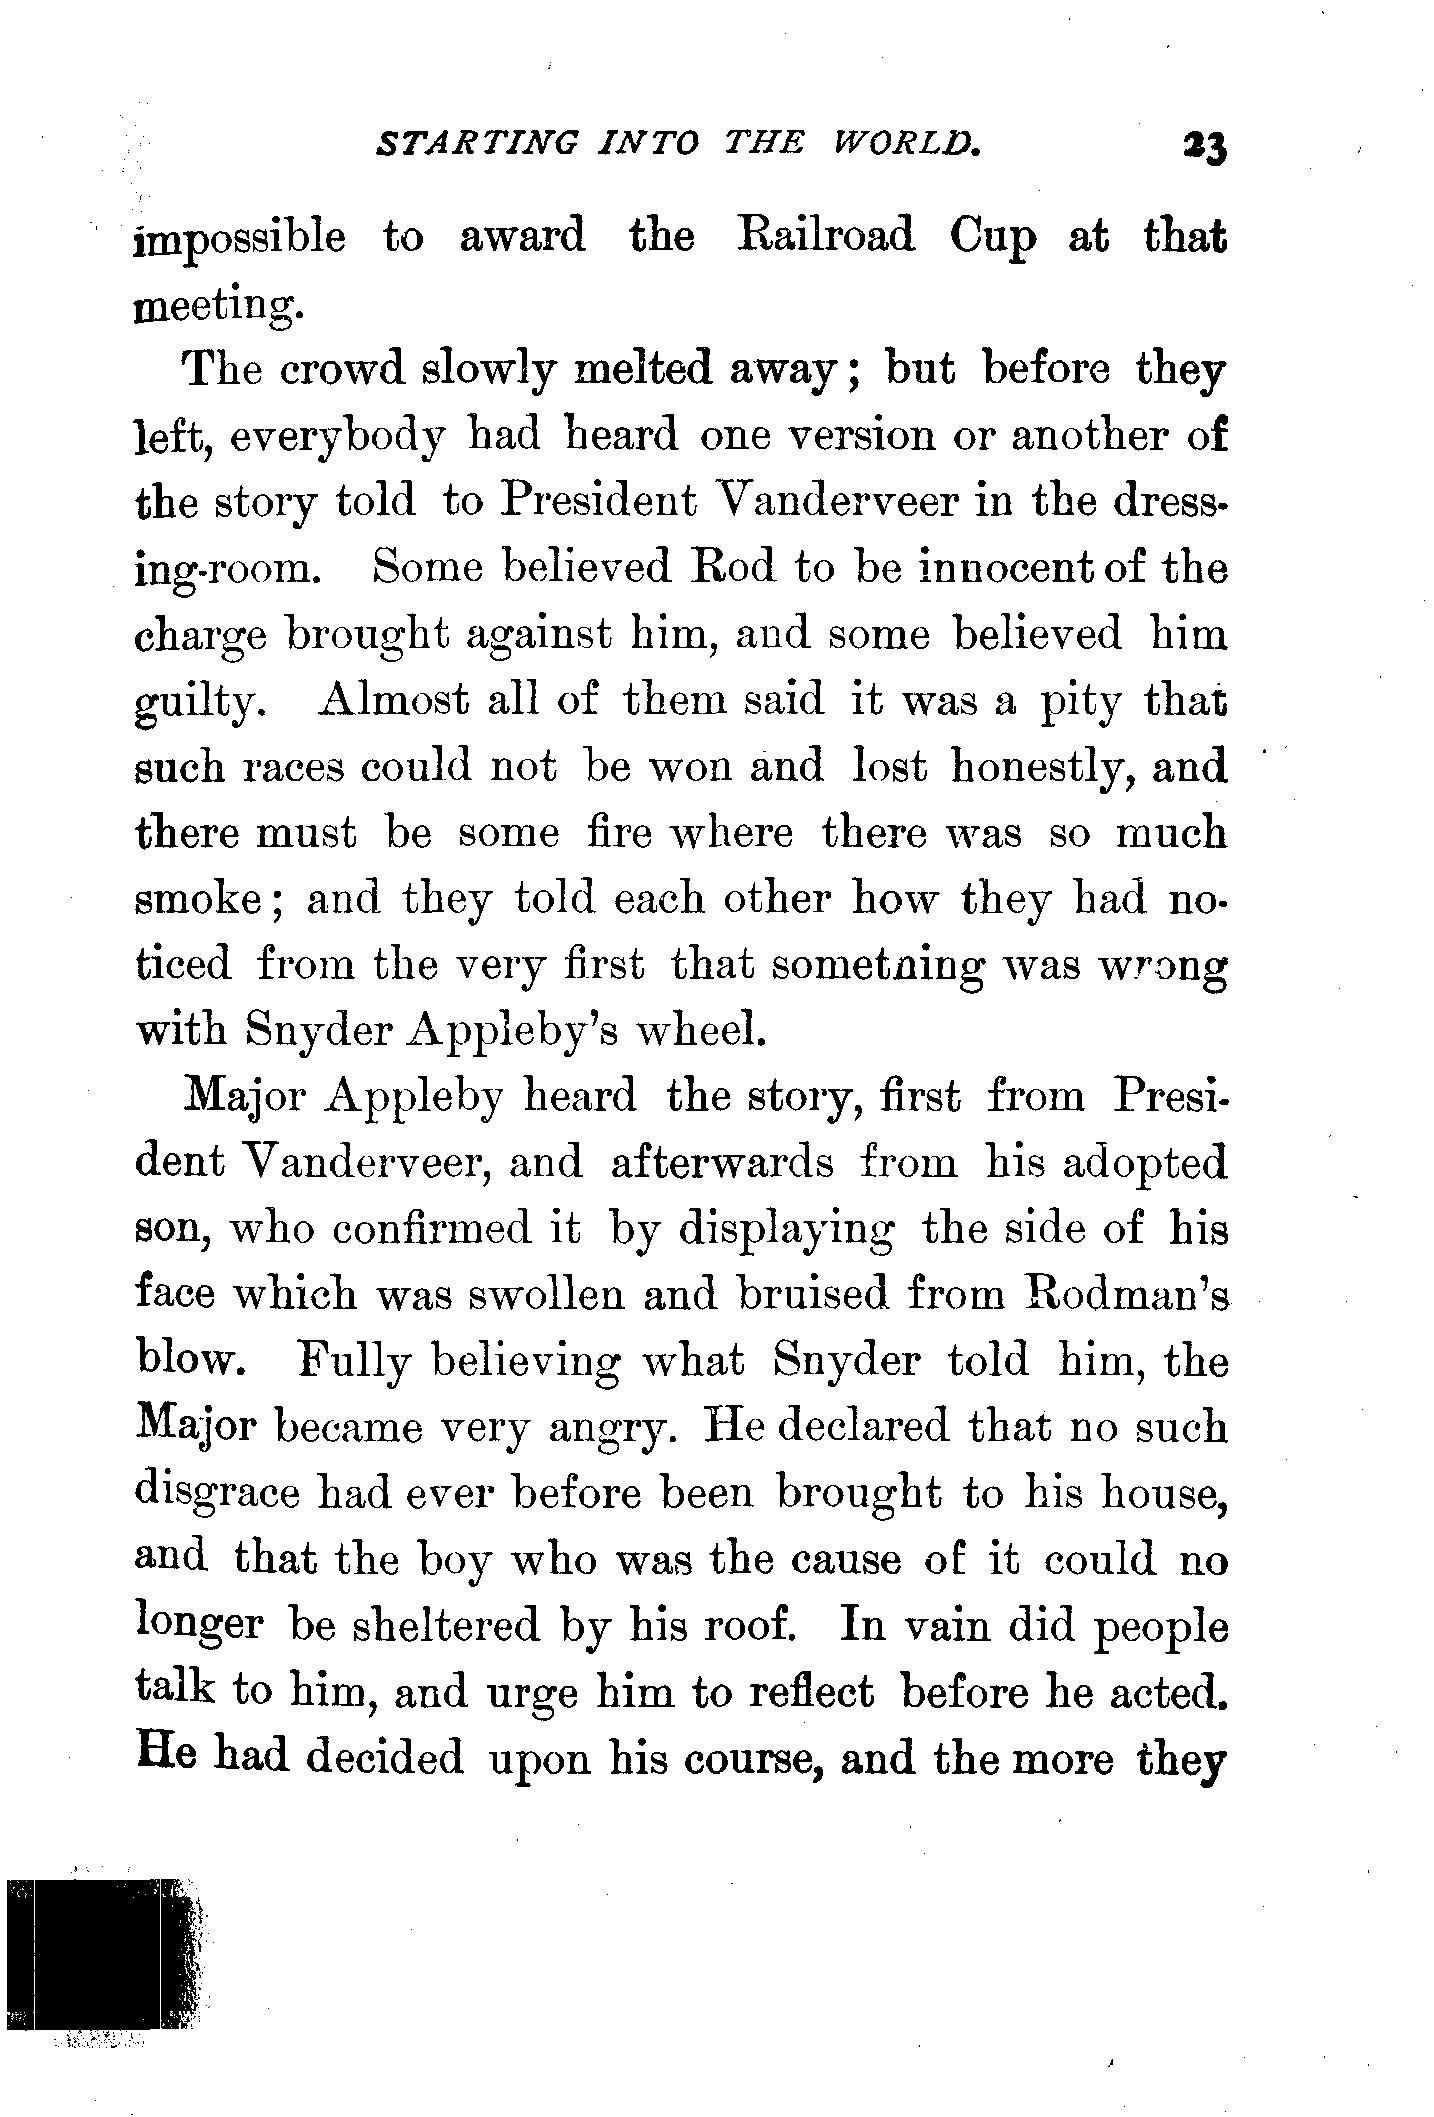 STARTING INTO THE WORLD. 23
impossible to award the Railroad Cup at that
meeting.
The crowd slowly melted away; but before they
left, everybody had heard one version or another of
the story told to President Vanderveer in the dress-
ing-room. Some believed Rod to be innocent of the
charge brought against him, and some believed him
guilty. Almost all of them said it was a pity that
such races could not be won and lost honestly, and
there must be some fire where there was so much
smoke; and they told each other how they had no-
ticed from the very first that something was wrong
with Snyder Appleby's wheel.
Major Appleby heard the story, first from Presi-
dent Vanderveer, and afterwards from his adopted
son, who confirmed it by displaying the side of his
face which was swollen and bruised from Rodman's
blow. Fully believing what Snyder told him, the
Major became very angry. He declared that no such
disgrace had ever before been brought to his house,
and that the boy who was the cause of it could no
longer be sheltered by his roof. In vain did people
talk to him, and urge him to reflect before he acted.
He had decided upon his course, and the more they